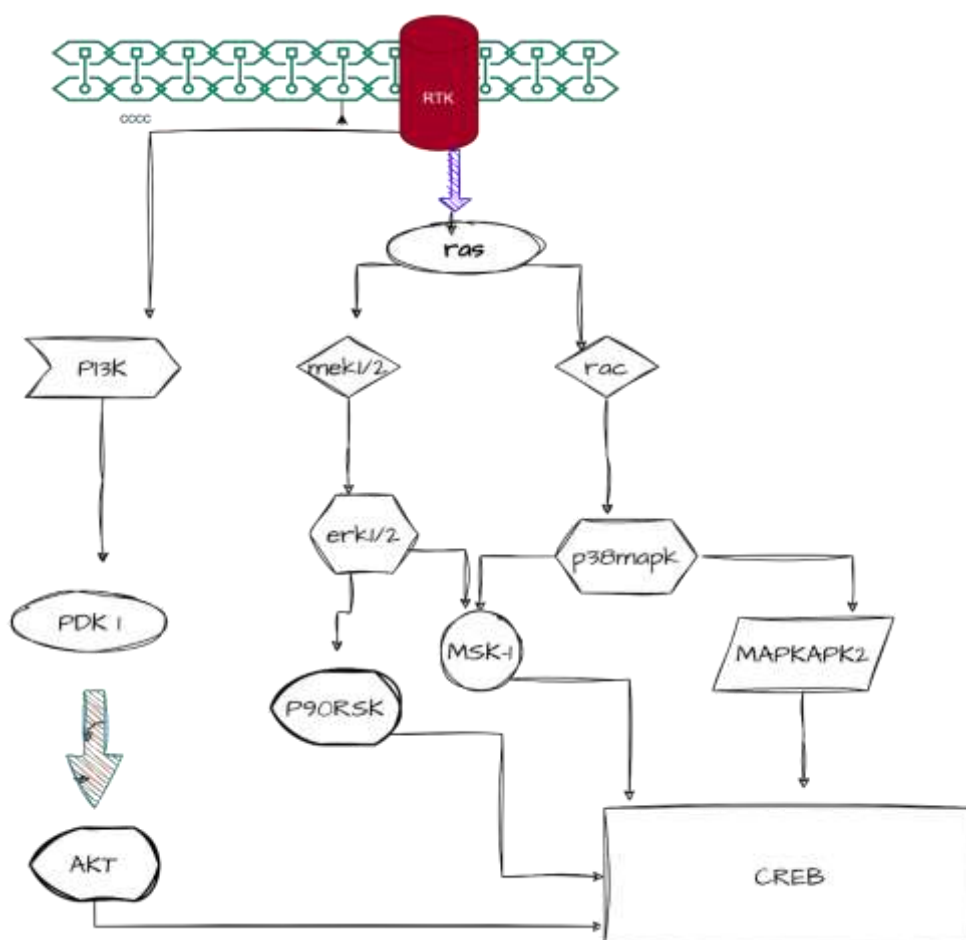 RTK
cccc
ras
PI3K
mek1/2
rac
erk1/2
p38mapk
PDK 1
MSK-1
MAPKAPK2
P90RSK
AKT
CREB